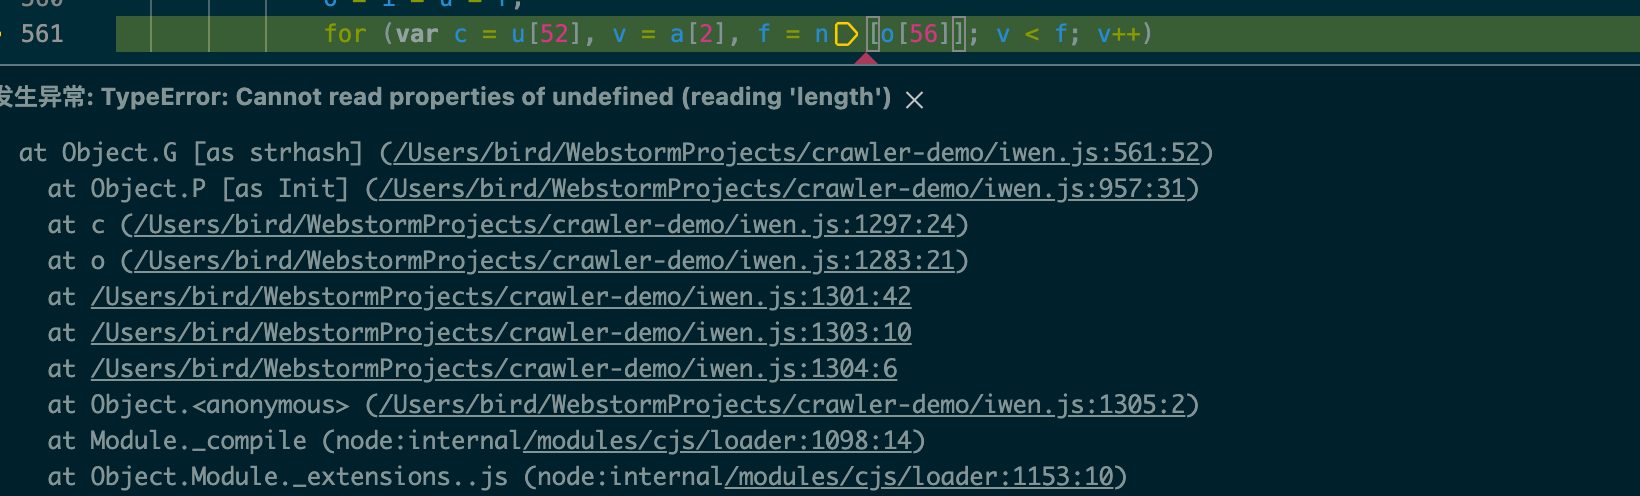 561 for (var c = u[52], v = a[2], f = n [o[56]]; v < f; v++)
发生异常: TypeError: Cannot read properties of undefined (reading 'length')
at Object.G [as strhash] (/Users/bird/WebstormProjects/crawler-demo/iwen.js:561:52)
at Object.P [as Init] (/Users/bird/WebstormProjects/crawler-demo/iwen.js:957:31)
at c (/Users/bird/WebstormProjects/crawler-demo/iwen.js:1297:24)
at o (/Users/bird/WebstormProjects/crawler-demo/iwen.js:1283:21)
at /Users/bird/WebstormProjects/crawler-demo/iwen.js:1301:42
at /Users/bird/WebstormProjects/crawler-demo/iwen.js:1303:10
at /Users/bird/WebstormProjects/crawler-demo/iwen.js:1304:6
at Object.<anonymous> (/Users/bird/WebstormProjects/crawler-demo/iwen.js:1305:2)
at Module._compile (node:internal/modules/cjs/loader:1098:14)
at Object.Module._extensions..js (node:internal/modules/cjs/loader:1153:10)